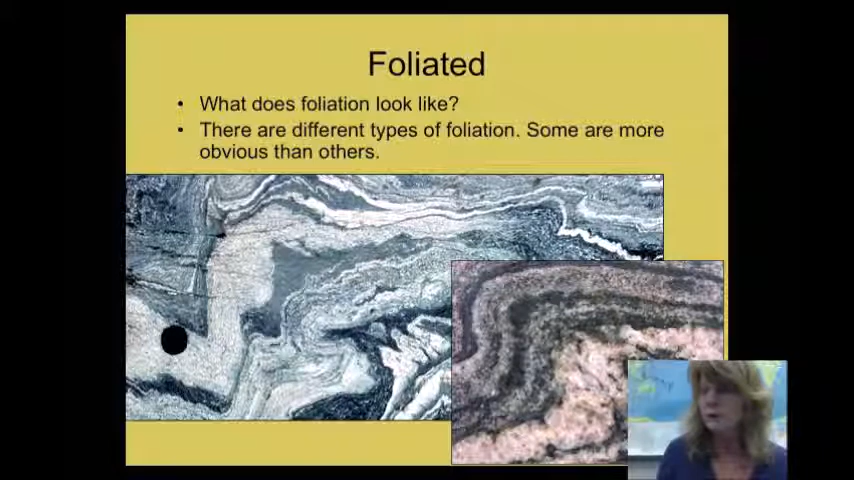 Foliated
• What does foliation look like?
• There are different types of foliation. Some are more
obvious than others.